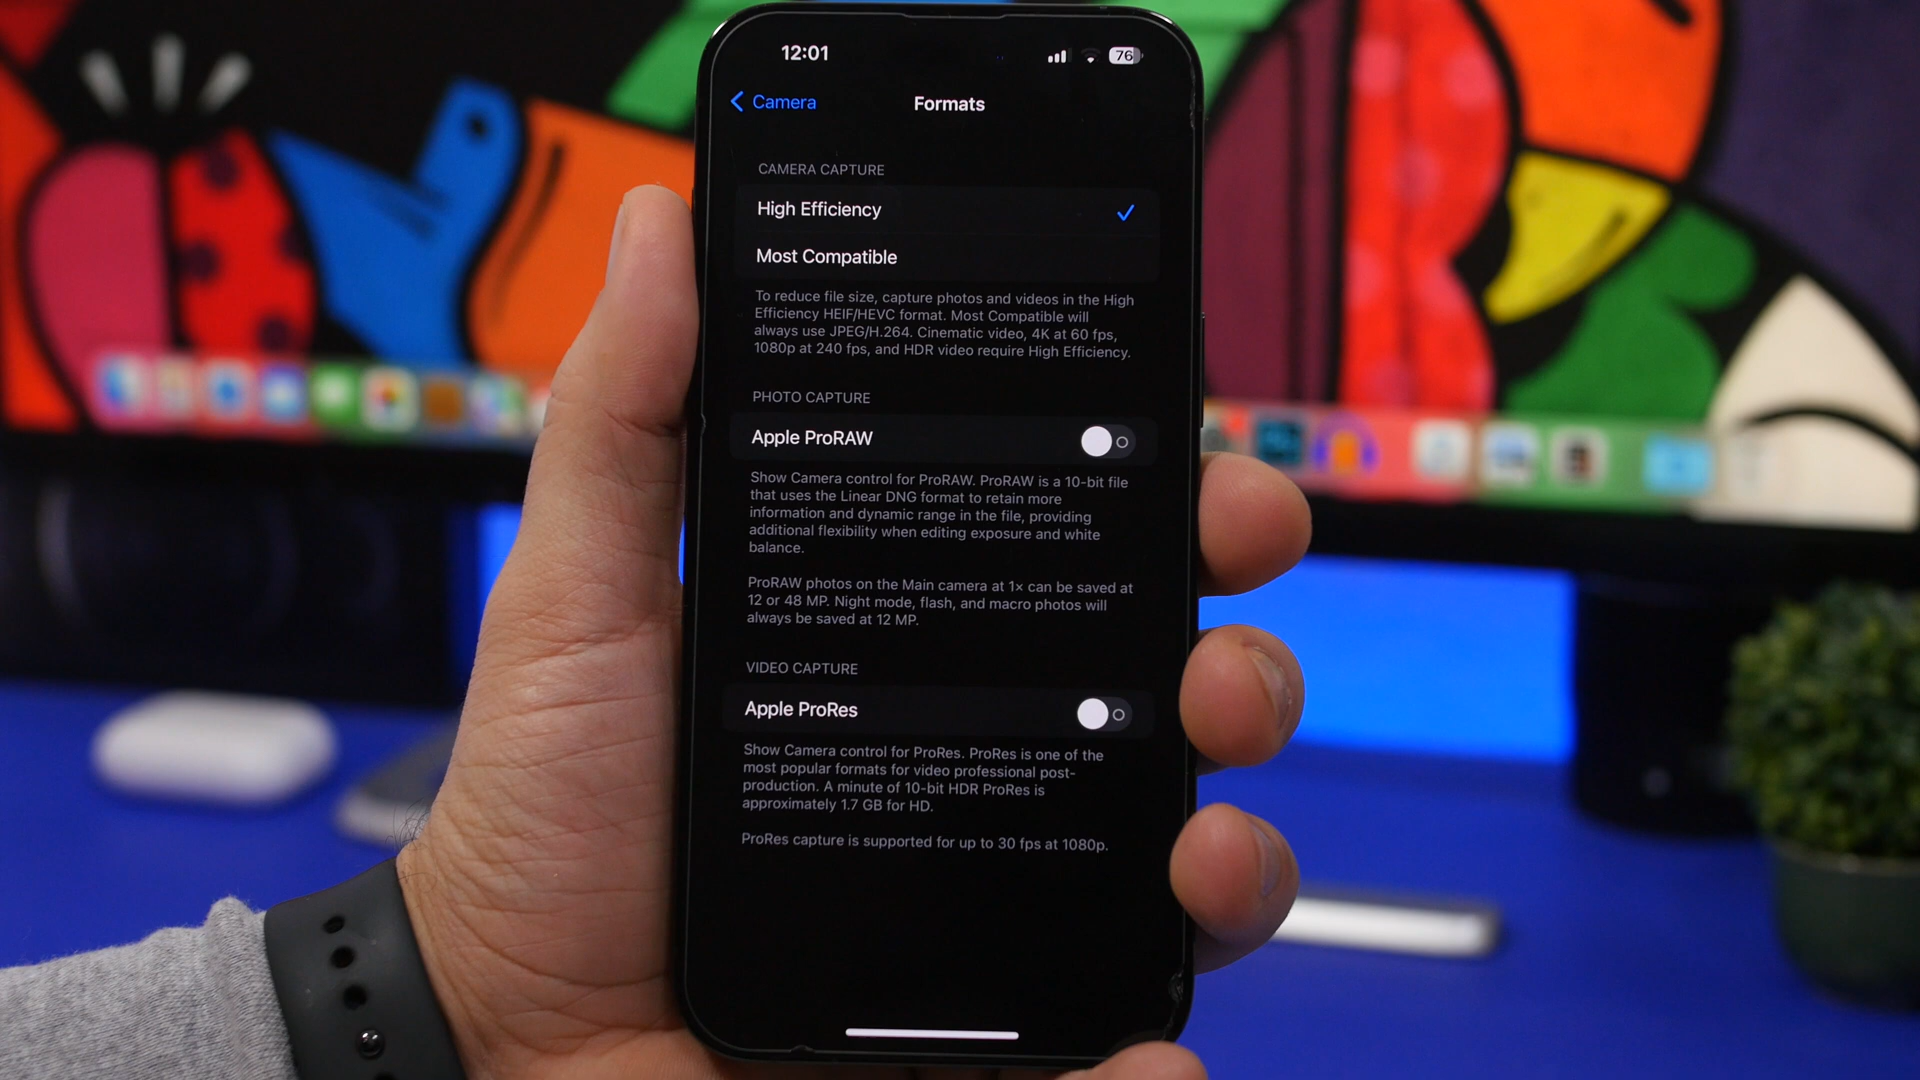 12:01
76
Camera
Formats
CAMERA CAPTURE
High Efficiency
Most Compatible
To reduce file size, capture photos and videos in the High
Efficiency HEIF/HEVC format. Most Compatible will
always use JPEG/H.264. Cinematic video, 4K at 60 fps,
1080p at 240 fps, and HDR video require High Efficiency.
PHOTO CAPTURE
Apple ProRAW
Show Camera control for ProRAW. ProRAW is a 10-bit file
that uses the Linear DNG format to retain more
information and dynamic range in the file, providing
additional flexibility when editing exposure and white
balance.
ProRAW photos on the Main camera at 1× can be saved at
12 or 48 MP. Night mode, flash, and macro photos will
always be saved at 12 MP.
VIDEO CAPTURE
Apple ProRes
Show Camera control for ProRes. ProRes is one of the
most popular formats for video professional post-
production. A minute of 10-bit HDR ProRes is
approximately 1.7 GB for HD.
ProRes capture is supported for up to 30 fps at 1080p.